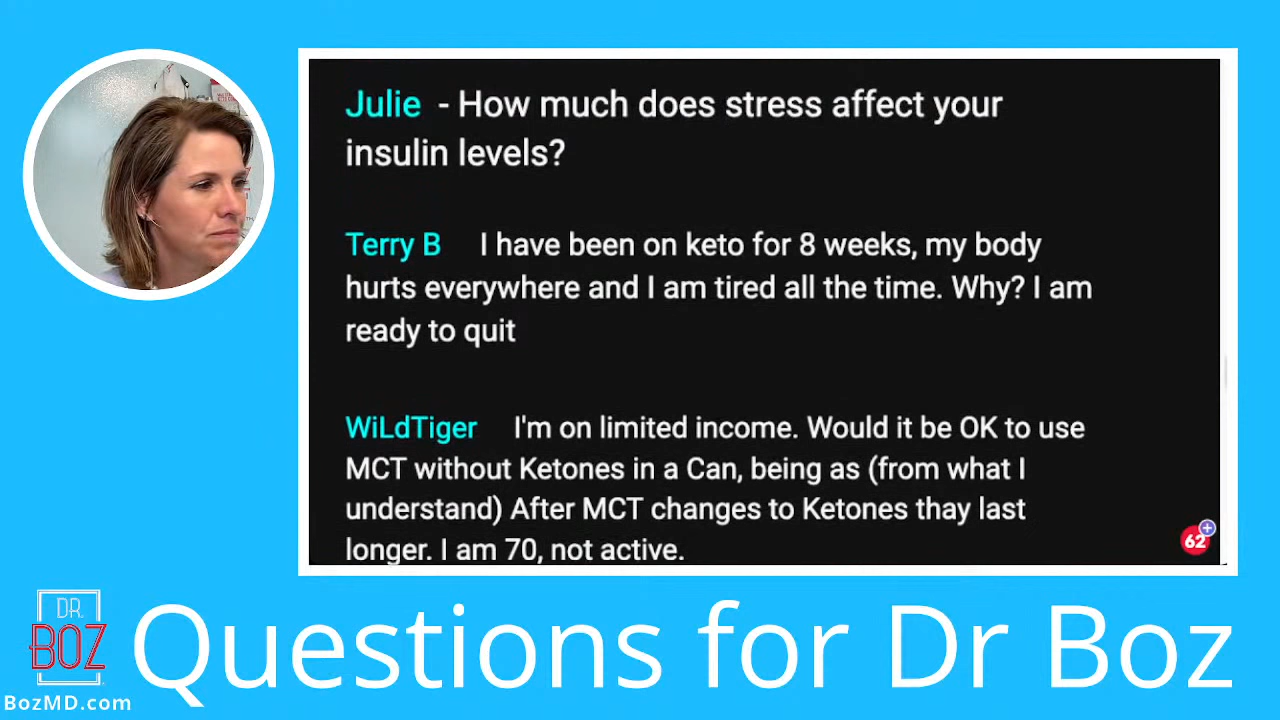 Julie - How much does stress affect your
insulin levels?
Terry B I have been on keto for 8 weeks, my body
hurts everywhere and I am tired all the time. Why? I am
ready to quit
WiLdTiger I'm on limited income. Would it be OK to use
MCT without Ketones in a Can, being as (from what I
understand) After MCT changes to Ketones thay last
longer. I am 70, not active.
62
DR.
BOZ
Questions for Dr Boz
BozMD.com